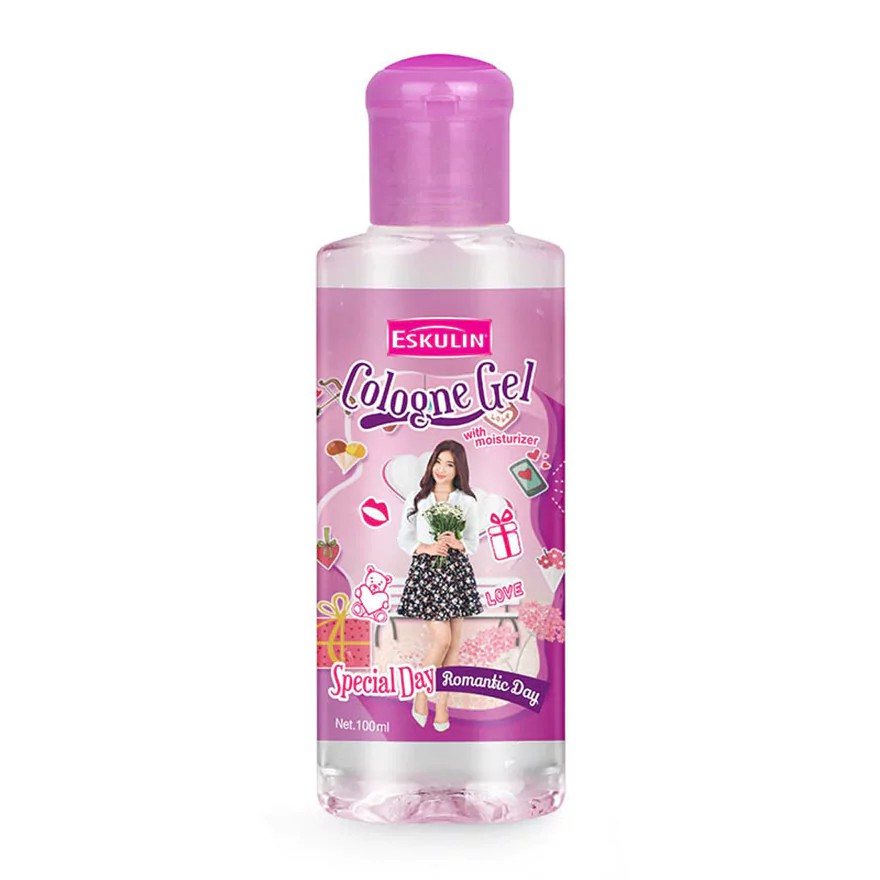 ESKULIN
Cologne Gel
with
moisturizer
LOVE
Special Day
Romantic Day
Net.100ml